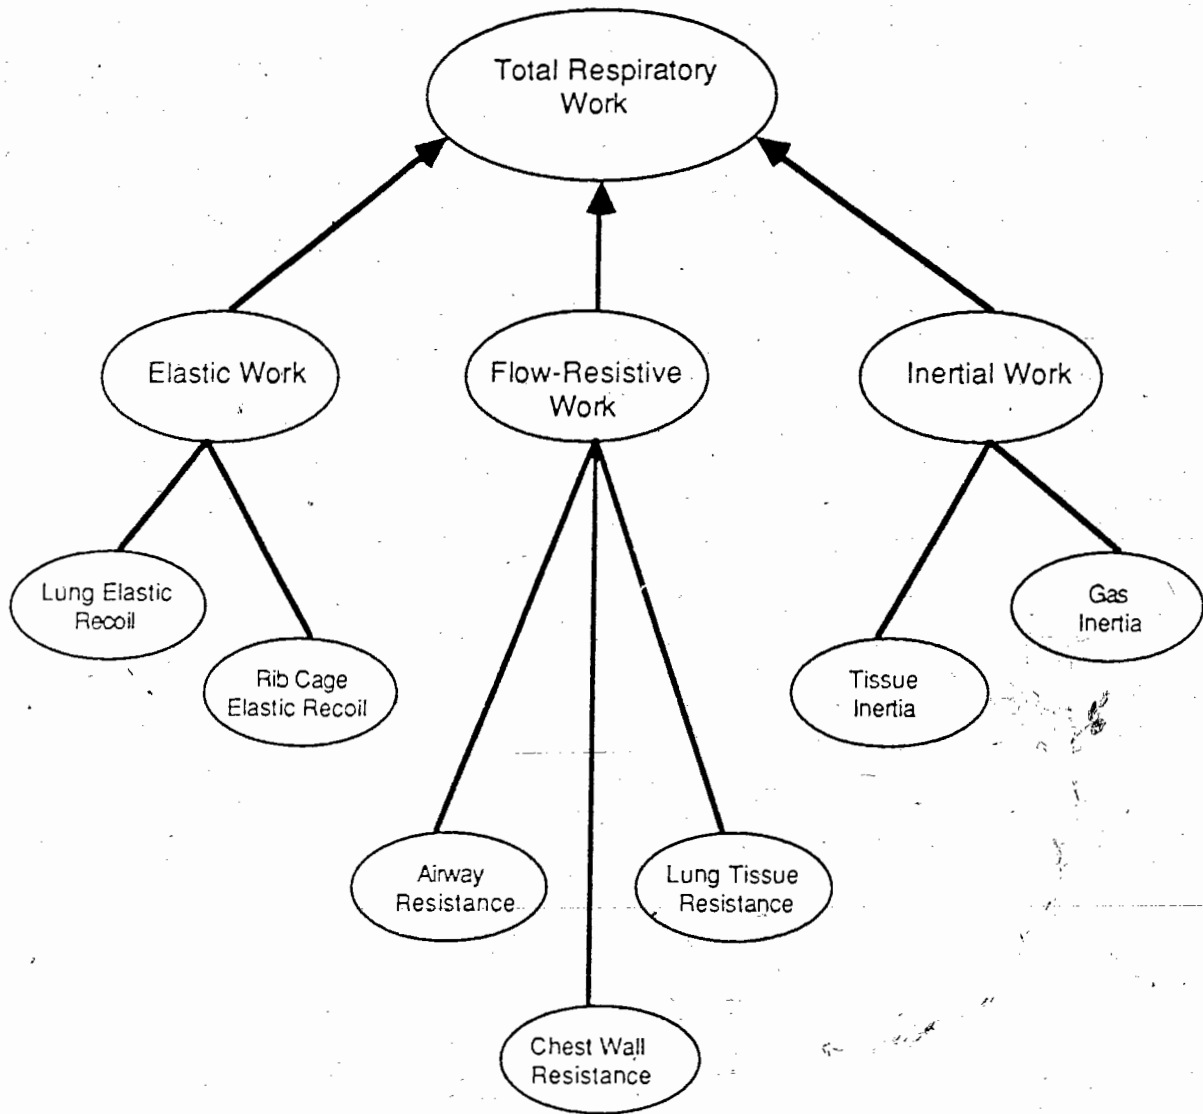 Total Respiratory
Work
Elastic Work
Flow-Resistive
Work
Inertial Work
Lung Elastic
Recoil
Rib Cage
Elastic Recoil
Gas
Inertia
Tissue
Inertia
Airway
Resistance
Lung Tissue
Resistance
Chest Wall
Resistance